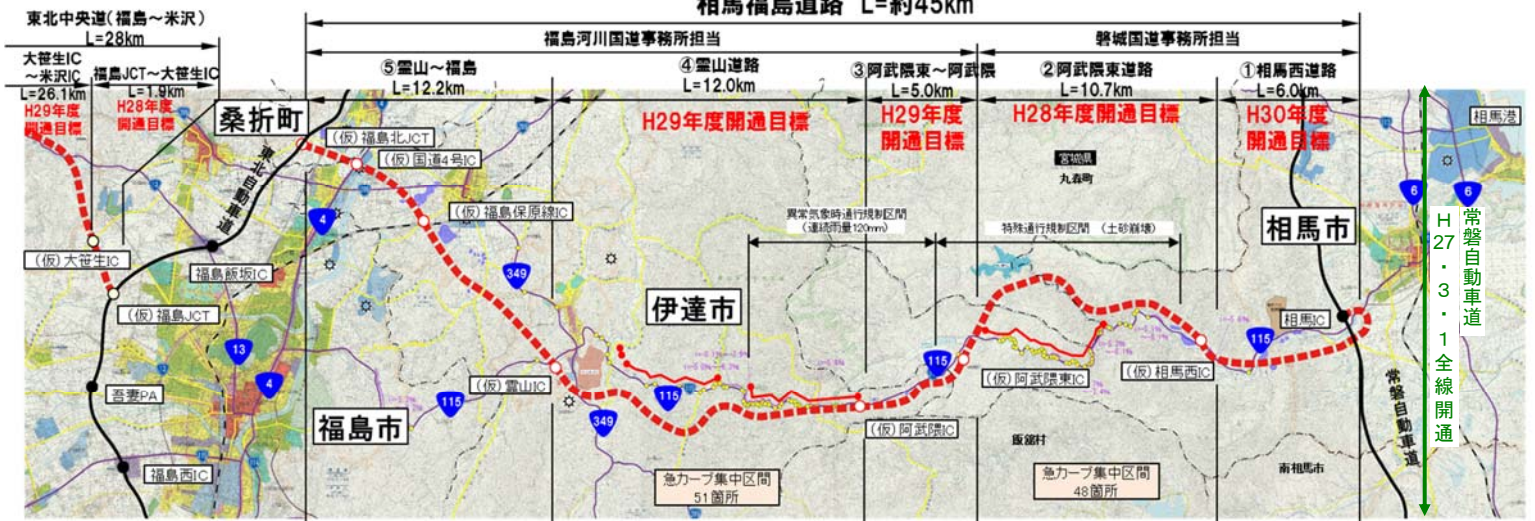 相馬福島道路 L=約45km
東北中央道(福島～米沢)
L=28km
福島河川国道事務所担当
磐城国道事務所担当
大笹生IC
～米沢IC
L=26.1km
福島JCT～大笹生IC
L=1.9km
⑤霊山～福島
L=12.2km
④霊山道路
L=12.0km
③阿武隈東～阿武隈
L=5.0km
②阿武隈東道路
L=10.7km
①相馬西道路
L=6.0km
H29年度
開通目標
H28年度
開通目標
H29年度開通目標
H29年度
開通目標
H28年度開通目標
H30年度
開通目標
桑折町
東北自動車道
(仮)福島北JCT
(仮)国道4号IC
(仮)福島保原線IC
(仮)大笹生IC
福島飯坂IC
(仮)福島JCT
吾妻PA
福島西IC
福島市
(仮)霊山IC
伊達市
異常気象時通行規制区間
(連続雨量120mm)
特殊通行規制区間 (土砂崩壊)
宮城県
丸森町
(仮)阿武隈IC
(仮)阿武隈東IC
(仮)相馬西IC
相馬市
相馬IC
相馬港
飯舘村
南相馬市
急カーブ集中区間
51箇所
急カーブ集中区間
48箇所
常磐自動車道
常磐自動車道
H27・3・1全線開通
4
13
4
349
115
349
115
115
115
6
6